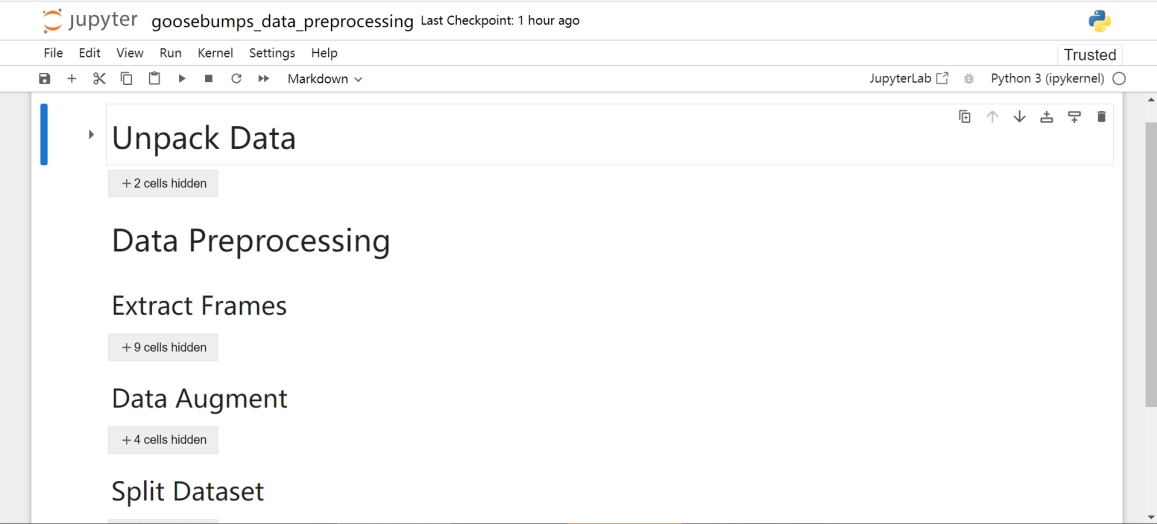 jupyter goosebumps_data_preprocessing Last Checkpoint: 1 hour ago
File Edit View Run Kernel Settings Help Trusted
Markdown JupyterLab Python 3 (ipykernel)
Unpack Data
+ 2 cells hidden
Data Preprocessing
Extract Frames
+ 9 cells hidden
Data Augment
+ 4 cells hidden
Split Dataset